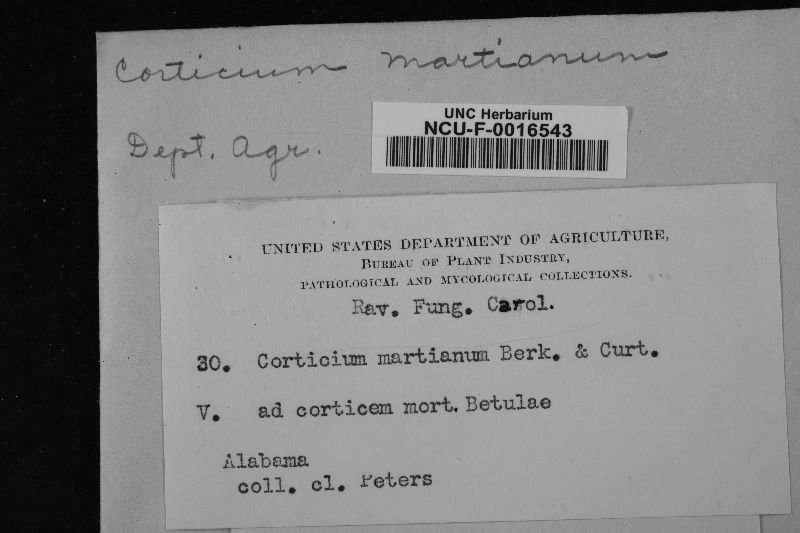 Corticium martianum
UNC Herbarium
NCU-F-0016543
Dept. Agr.
UNITED STATES DEPARTMENT OF AGRICULTURE,
BUREAU OF PLANT INDUSTRY,
PATHOLOGICAL AND MYCOLOGICAL COLLECTIONS.
Rav. Fung. Carol.
30. Corticium martianum Berk. & Curt.
V. ad corticem mort. Betulae
Alabama
coll. cl. Peters